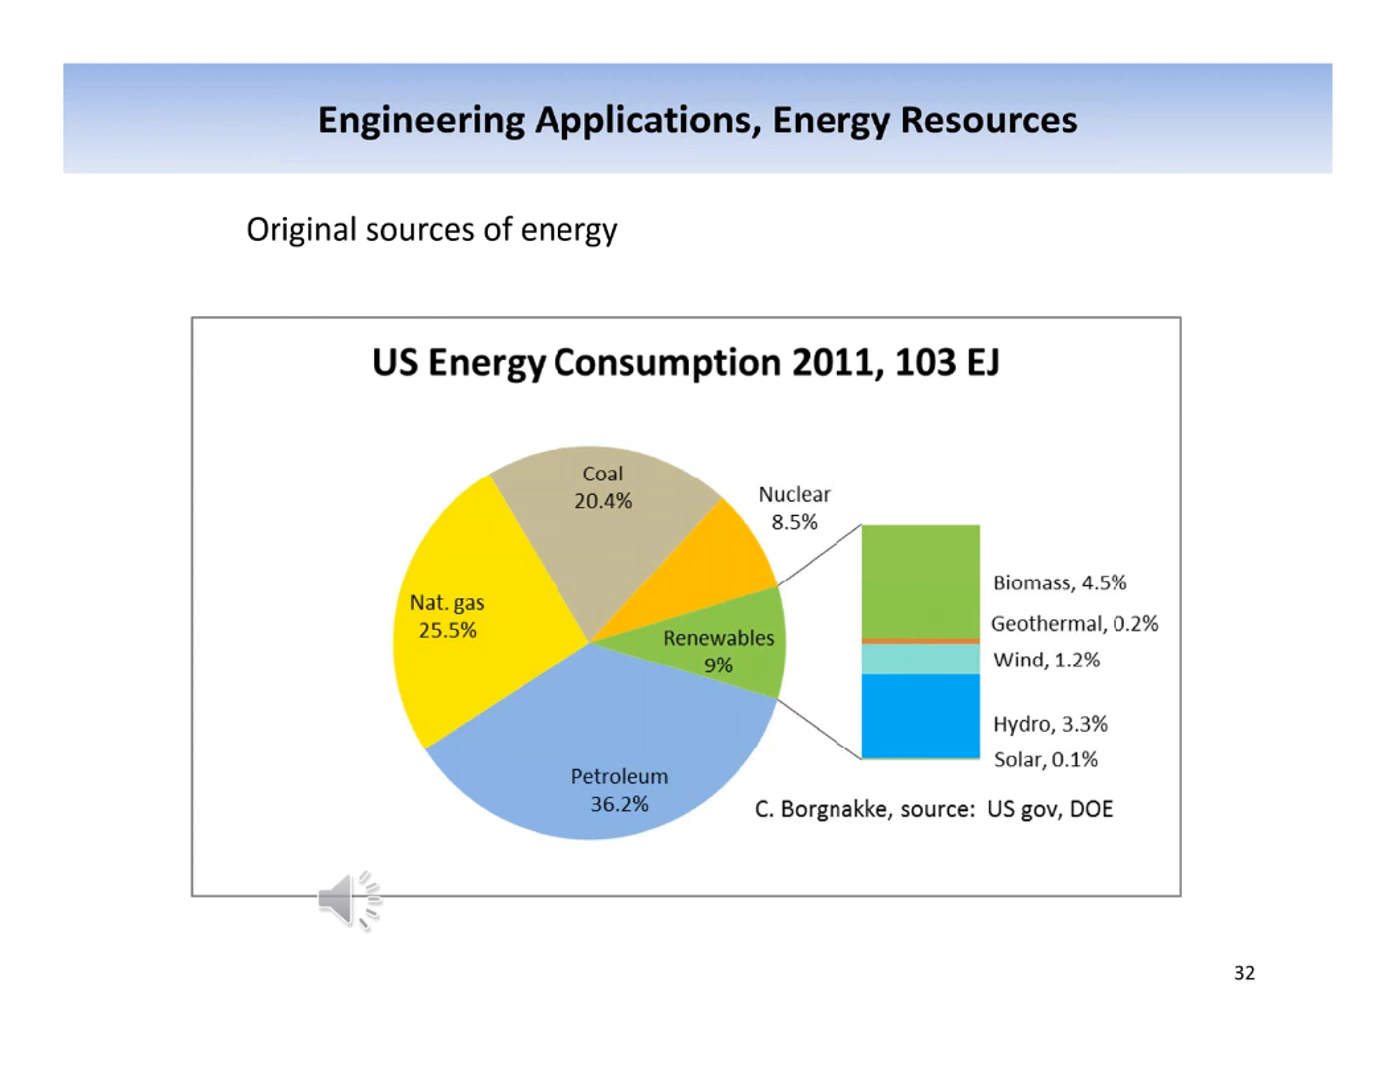 Engineering Applications, Energy Resources
Original sources of energy
US Energy Consumption 2011, 103 EJ
Coal
20.4%
Nuclear
8.5%
Nat. gas
25.5%
Renewables
9%
Petroleum
36.2%
Biomass, 4.5%
Geothermal, 0.2%
Wind, 1.2%
Hydro, 3.3%
Solar, 0.1%
C. Borgnakke, source: US gov, DOE
32